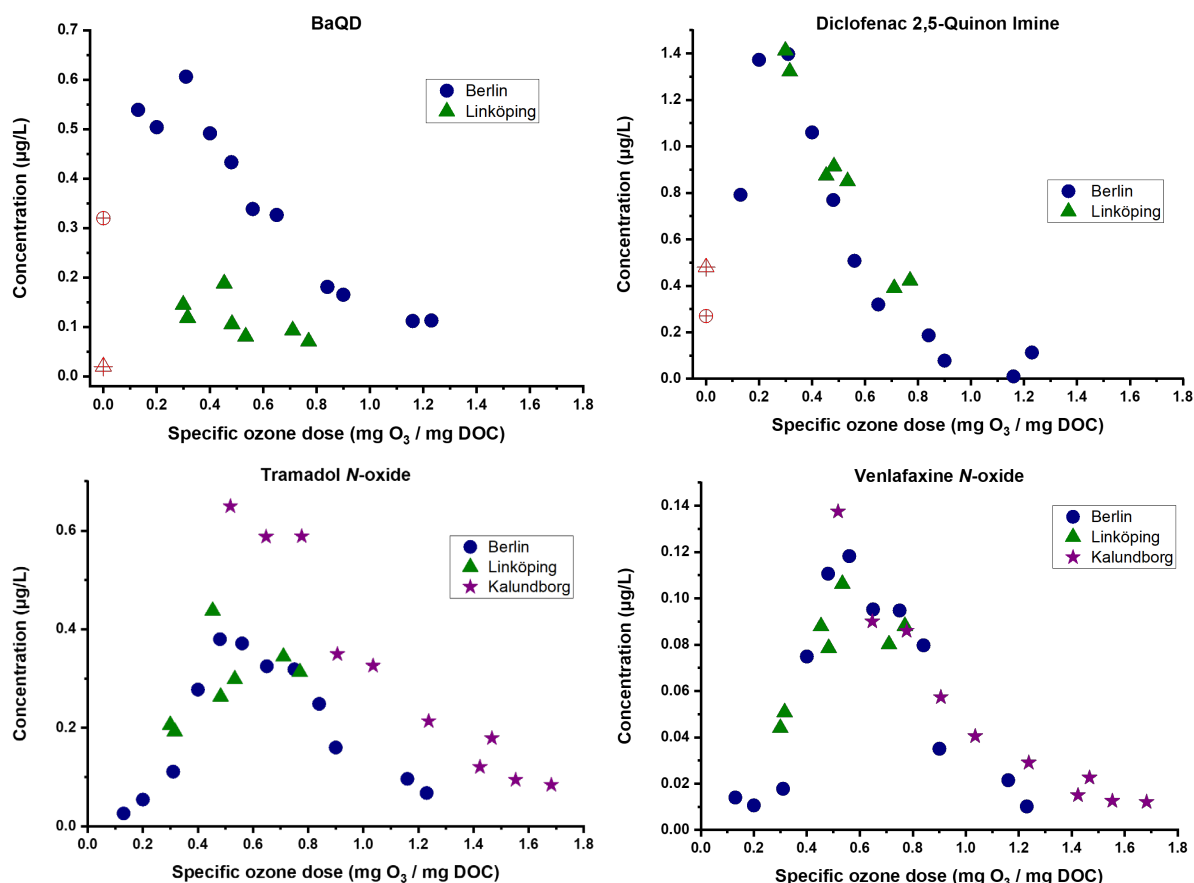 BaQD
Concentration (µg/L)
0.7
0.6
0.5
0.4
0.3
0.2
0.1
0.0
Berlin
Linköping
0.0 0.2 0.4 0.6 0.8 1.0 1.2 1.4 1.6 1.8
Specific ozone dose (mg O₃ / mg DOC)
Diclofenac 2,5-Quinon Imine
Concentration (µg/L)
1.4
1.2
1.0
0.8
0.6
0.4
0.2
0.0
Berlin
Linköping
0.0 0.2 0.4 0.6 0.8 1.0 1.2 1.4 1.6 1.8
Specific ozone dose (mg O₃ / mg DOC)
Tramadol N-oxide
Concentration (µg/L)
0.6
0.4
0.2
0.0
Berlin
Linköping
Kalundborg
0.0 0.2 0.4 0.6 0.8 1.0 1.2 1.4 1.6 1.8
Specific ozone dose (mg O₃ / mg DOC)
Venlafaxine N-oxide
Concentration (µg/L)
0.14
0.12
0.10
0.08
0.06
0.04
0.02
0.00
Berlin
Linköping
Kalundborg
0.0 0.2 0.4 0.6 0.8 1.0 1.2 1.4 1.6 1.8
Specific ozone dose (mg O₃ / mg DOC)